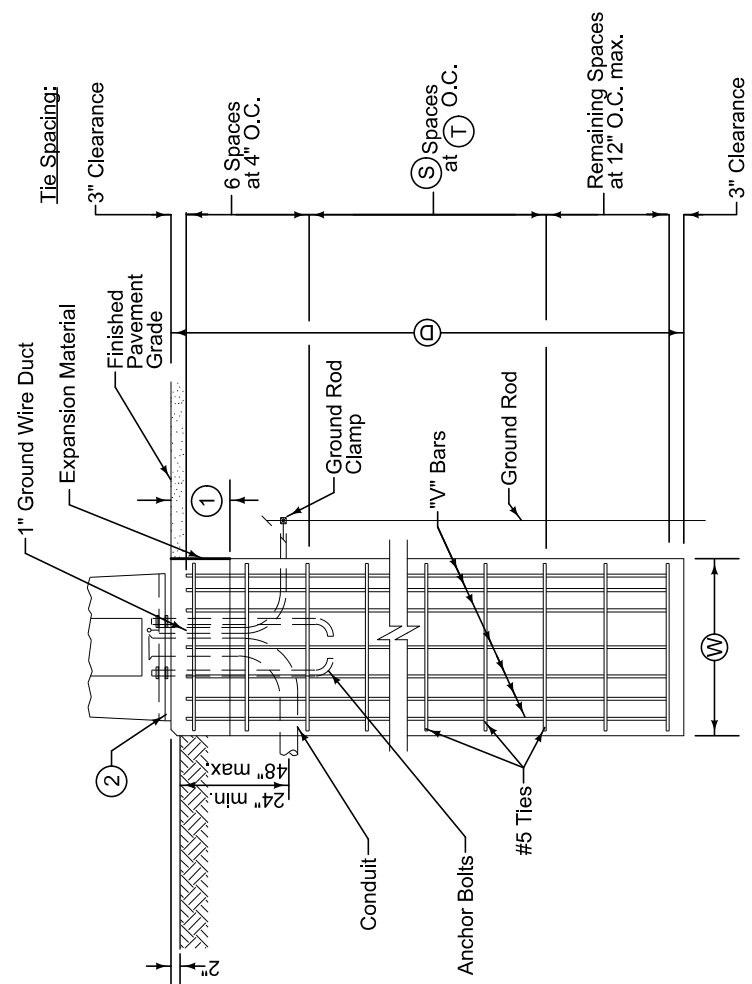 Tie Spacing:
3" Clearance
6 Spaces
at 4" O.C.
S Spaces
at T O.C.
Remaining Spaces
at 12" O.C. max.
3" Clearance
1" Ground Wire Duct
Expansion Material
Finished
Pavement
Grade
1
D
Ground Rod
Clamp
"V" Bars
Ground Rod
2
W
24" min.
48" max.
2"
Conduit
Anchor Bolts
#5 Ties